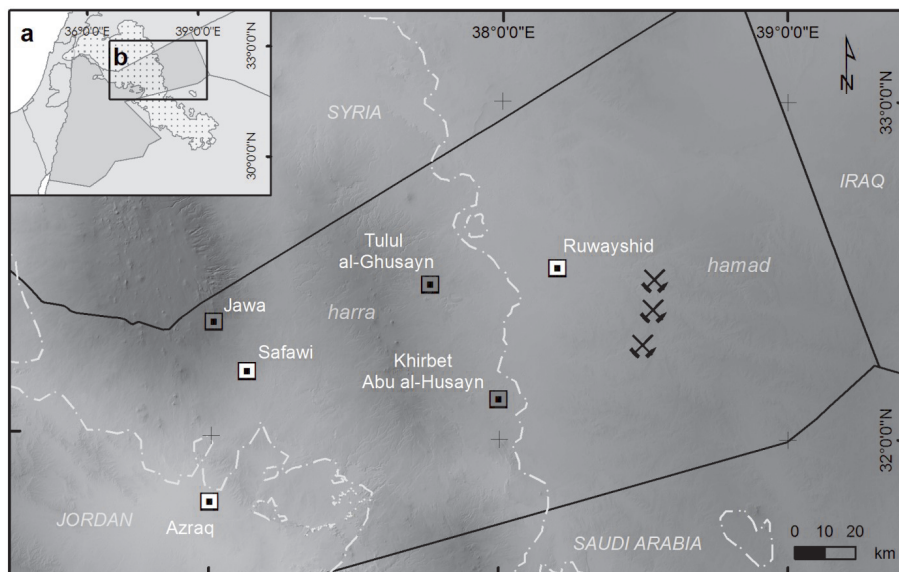 a
36°0'0"E
39°0'0"E
33°0'0"N
30°0'0"N
b
38°0'0"E
39°0'0"E
N
33°0'0"N
SYRIA
IRAQ
Tulul
al-Ghusayn
Ruwayshid
hamad
Jawa
harra
Safawi
Khirbet
Abu al-Husayn
32°0'0"N
JORDAN
Azraq
SAUDI ARABIA
0 10 20
km